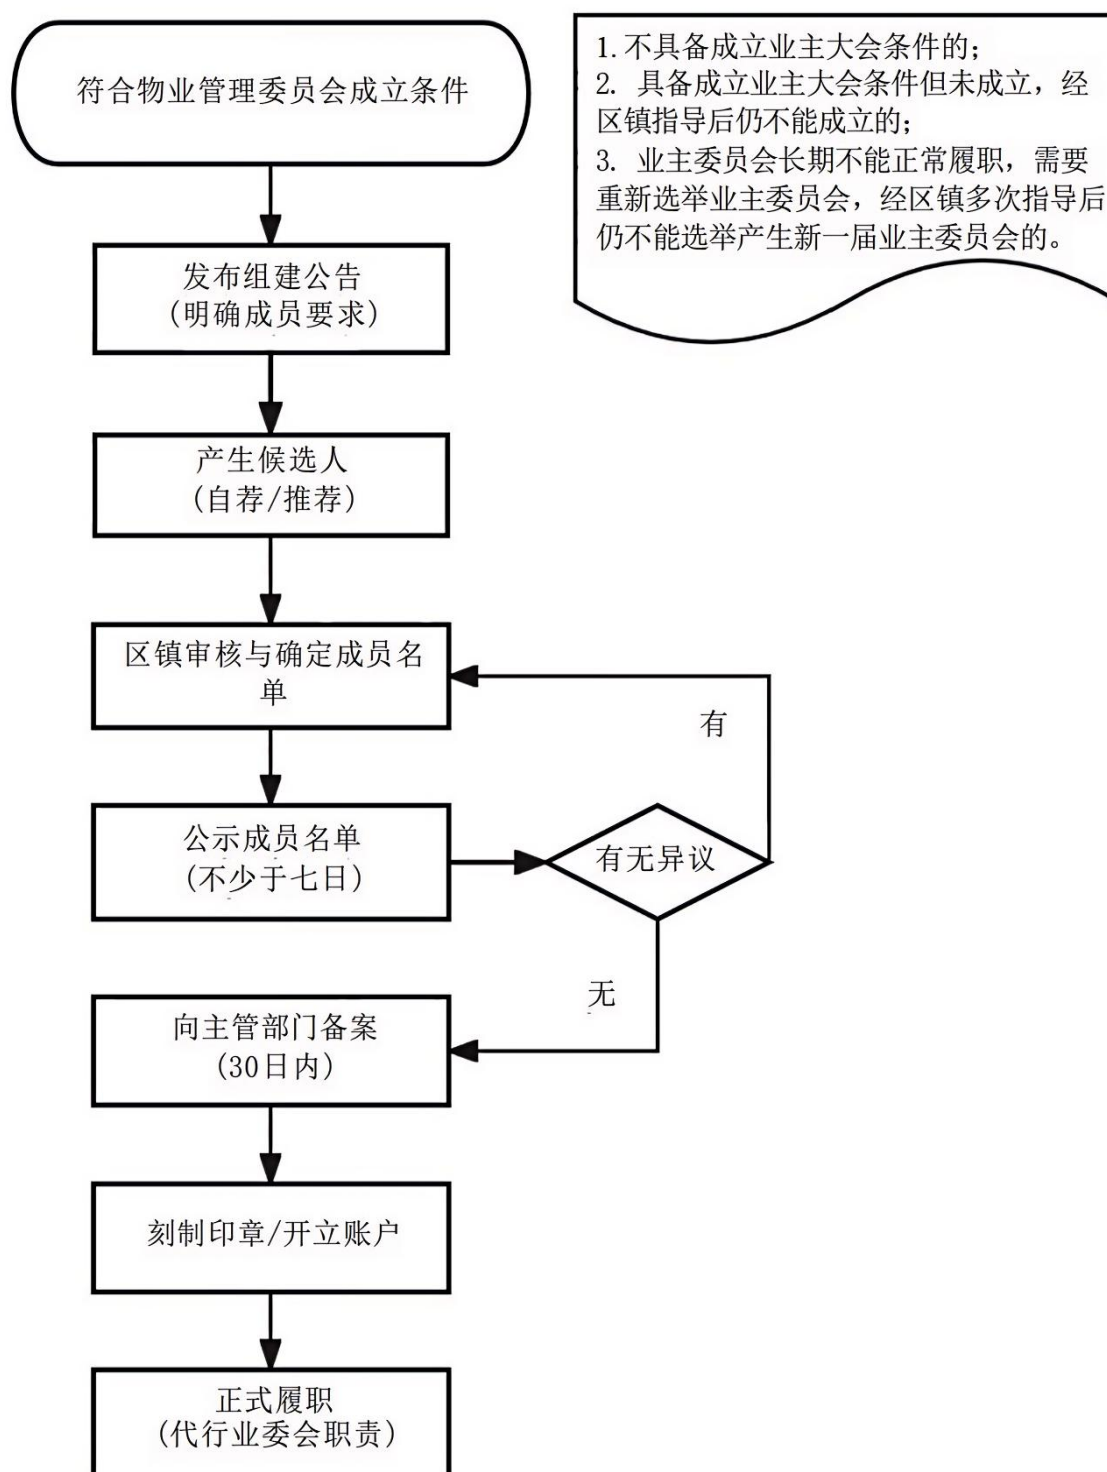 符合物业管理委员会成立条件
1.不具备成立业主大会条件的;
2. 具备成立业主大会条件但未成立，经
区镇指导后仍不能成立的;
3. 业主委员会长期不能正常履职，需要
重新选举业主委员会，经区镇多次指导后
仍不能选举产生新一届业主委员会的。
发布组建公告
(明确成员要求)
产生候选人
(自荐/推荐)
区镇审核与确定成员名
单
有
公示成员名单
(不少于七日)
有无异议
无
向主管部门备案
(30日内)
刻制印章/开立账户
正式履职
(代行业委会职责)